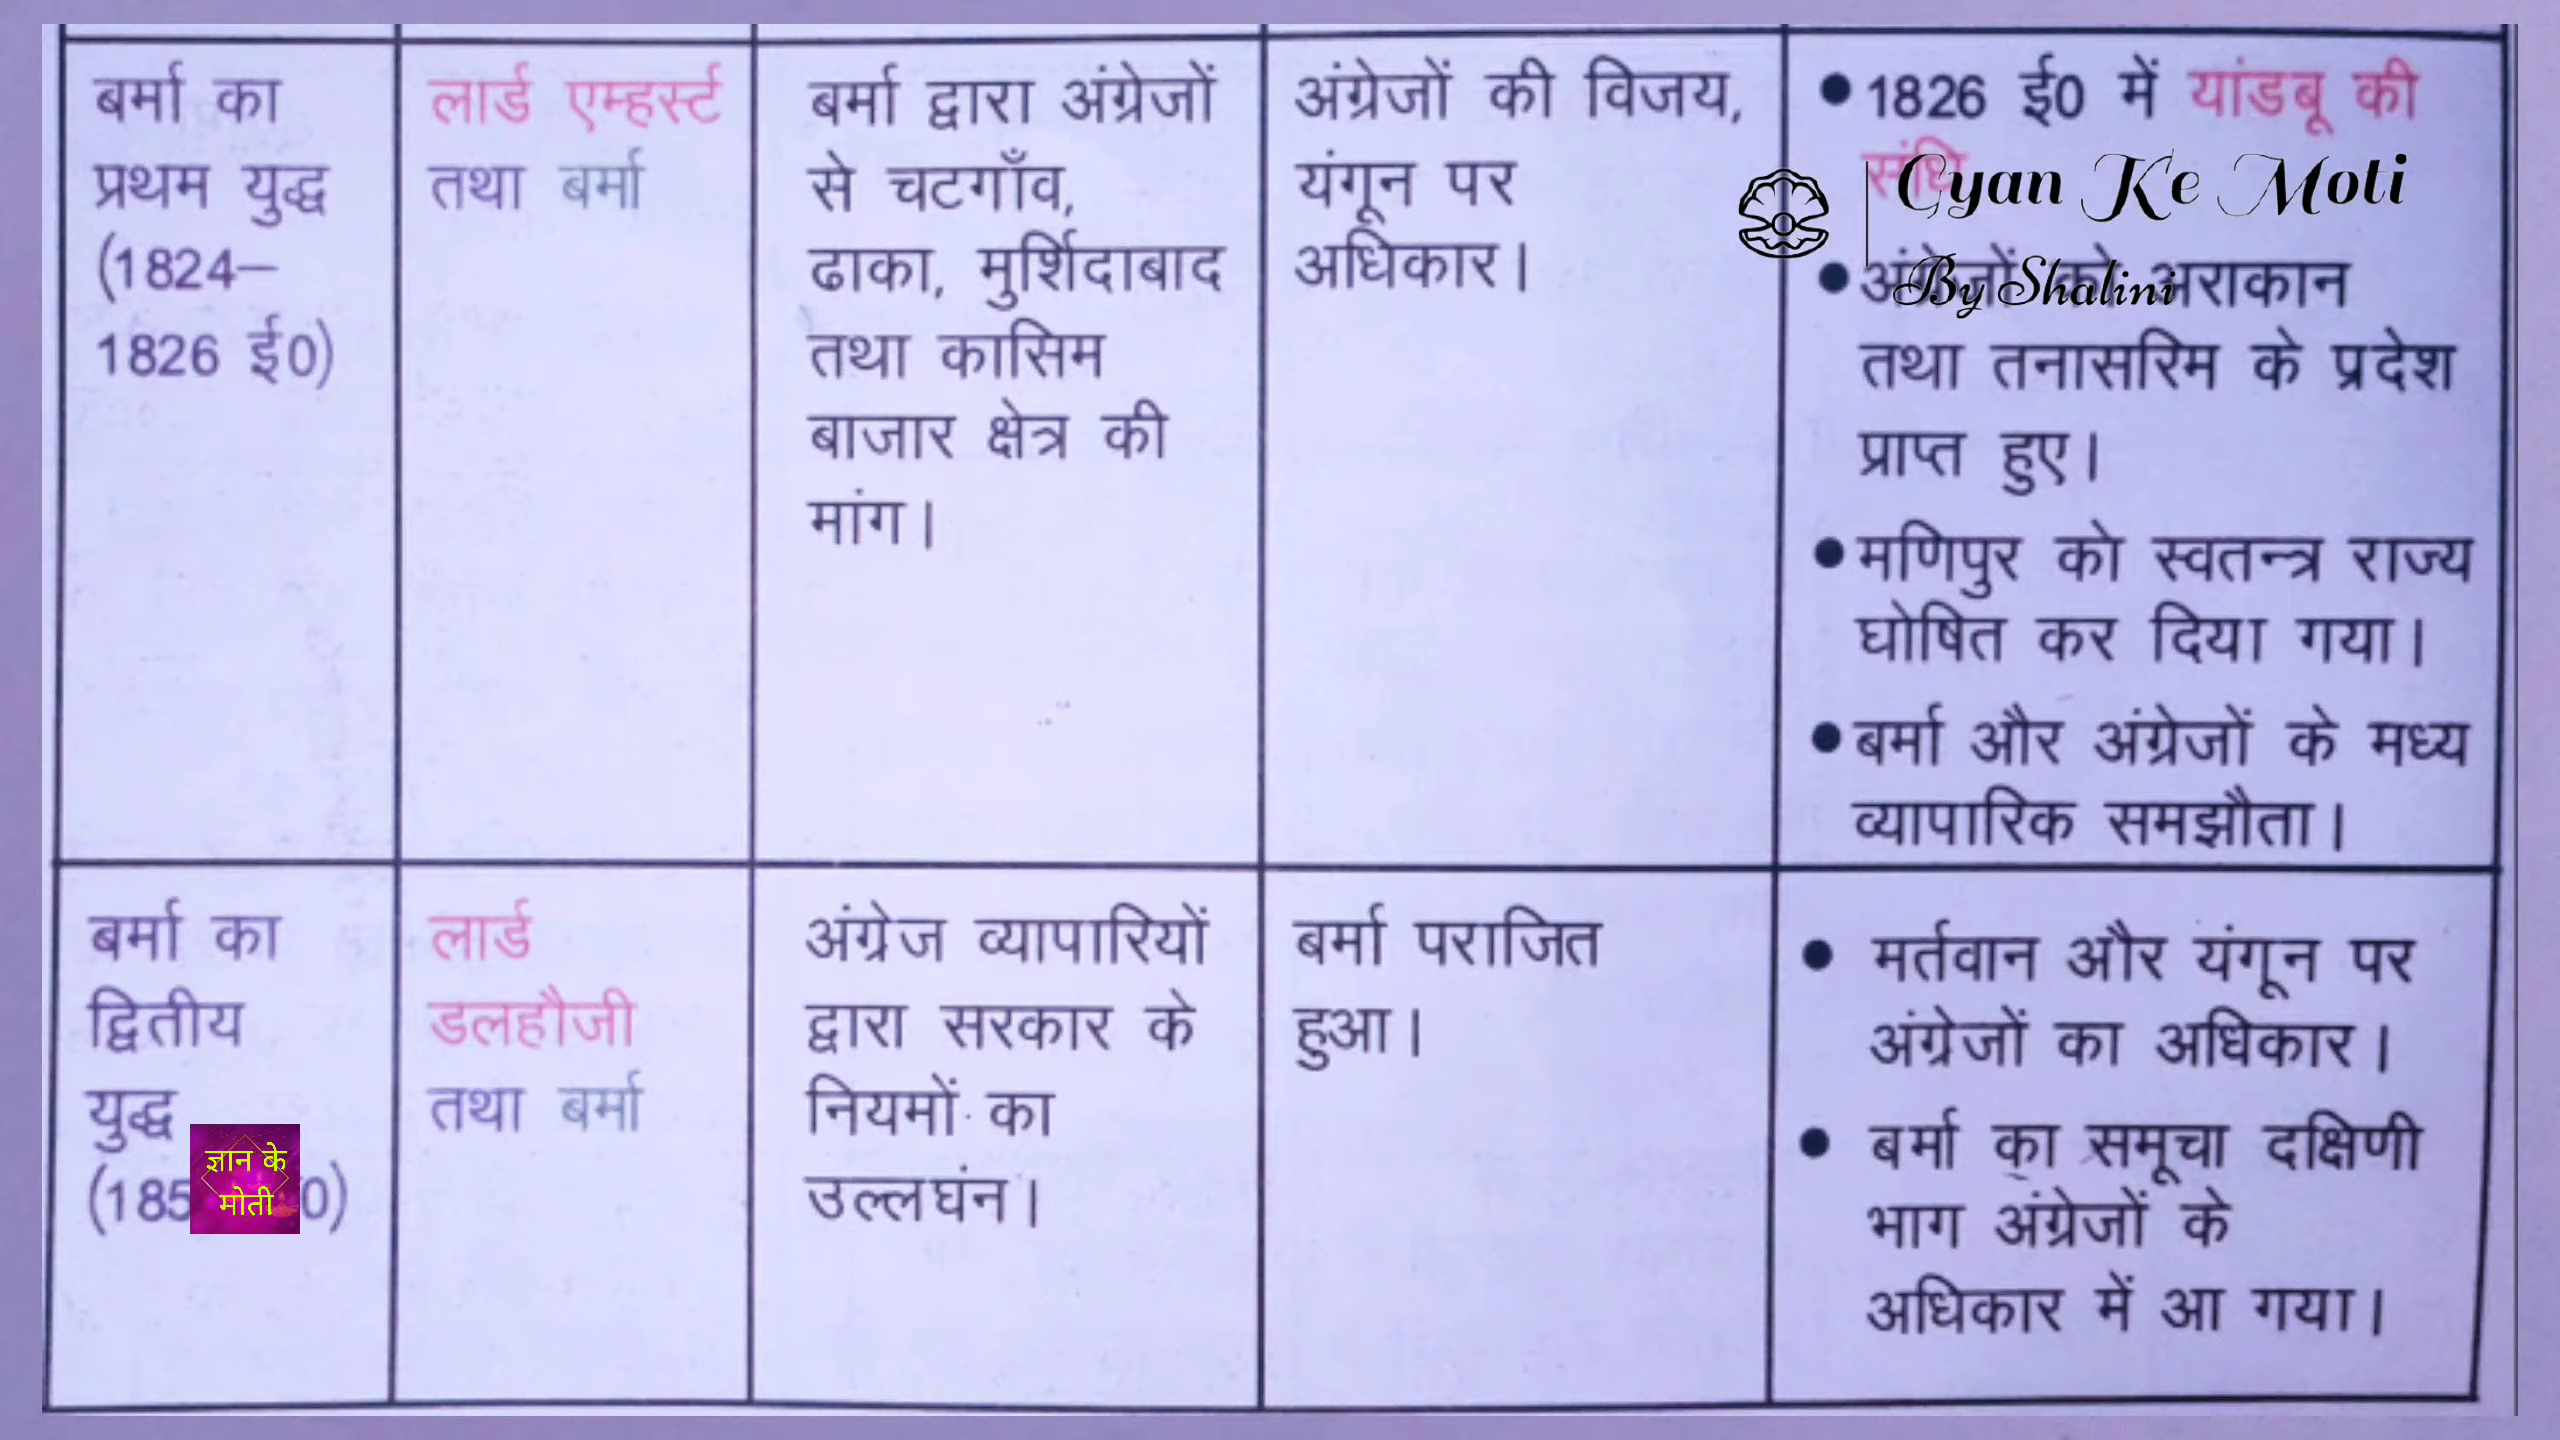 बर्मा का
प्रथम युद्ध
(1824–
1826 ई0)
लार्ड एम्हर्स्ट
तथा बर्मा
बर्मा द्वारा अंग्रेजों
से चटगाँव,
ढाका, मुर्शिदाबाद
तथा कासिम
बाजार क्षेत्र की
मांग।
अंग्रेजों की विजय,
यंगून पर
अधिकार।
●1826 ई0 में यांडबू की
संधि
●अंग्रेजों को अराकान
तथा तनासरिम के प्रदेश
प्राप्त हुए।
●मणिपुर को स्वतन्त्र राज्य
घोषित कर दिया गया।
●बर्मा और अंग्रेजों के मध्य
व्यापारिक समझौता।
Gyan Ke Moti
By Shalini
बर्मा का
द्वितीय
युद्ध
लार्ड
डलहौजी
तथा बर्मा
अंग्रेज व्यापारियों
द्वारा सरकार के
नियमों का
उल्लघंन।
बर्मा पराजित
हुआ।
● मर्तवान और यंगून पर
अंग्रेजों का अधिकार।
● बर्मा का समूचा दक्षिणी
भाग अंग्रेजों के
अधिकार में आ गया।
ज्ञान के
मोती